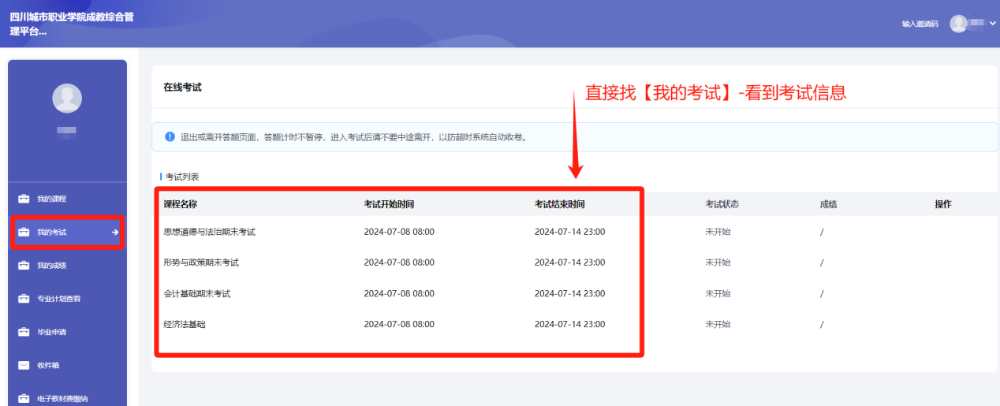 四川城市职业学院成教综合管
理平台...
输入邀请码
在线考试
直接找【我的考试】-看到考试信息
退出或离开答题页面，答题计时不暂停，进入考试后请不要中途离开，以防超时系统自动收卷。
考试列表
课程名称 考试开始时间 考试结束时间 考试状态 成绩 操作
思想道德与法治期末考试 2024-07-08 08:00 2024-07-14 23:00 未开始 /
形势与政策期末考试 2024-07-08 08:00 2024-07-14 23:00 未开始 /
会计基础期末考试 2024-07-08 08:00 2024-07-14 23:00 未开始 /
经济法基础 2024-07-08 08:00 2024-07-14 23:00 未开始 /
我的课程
我的考试
我的成绩
专业计划查看
毕业申请
收件箱
电子教材费缴纳